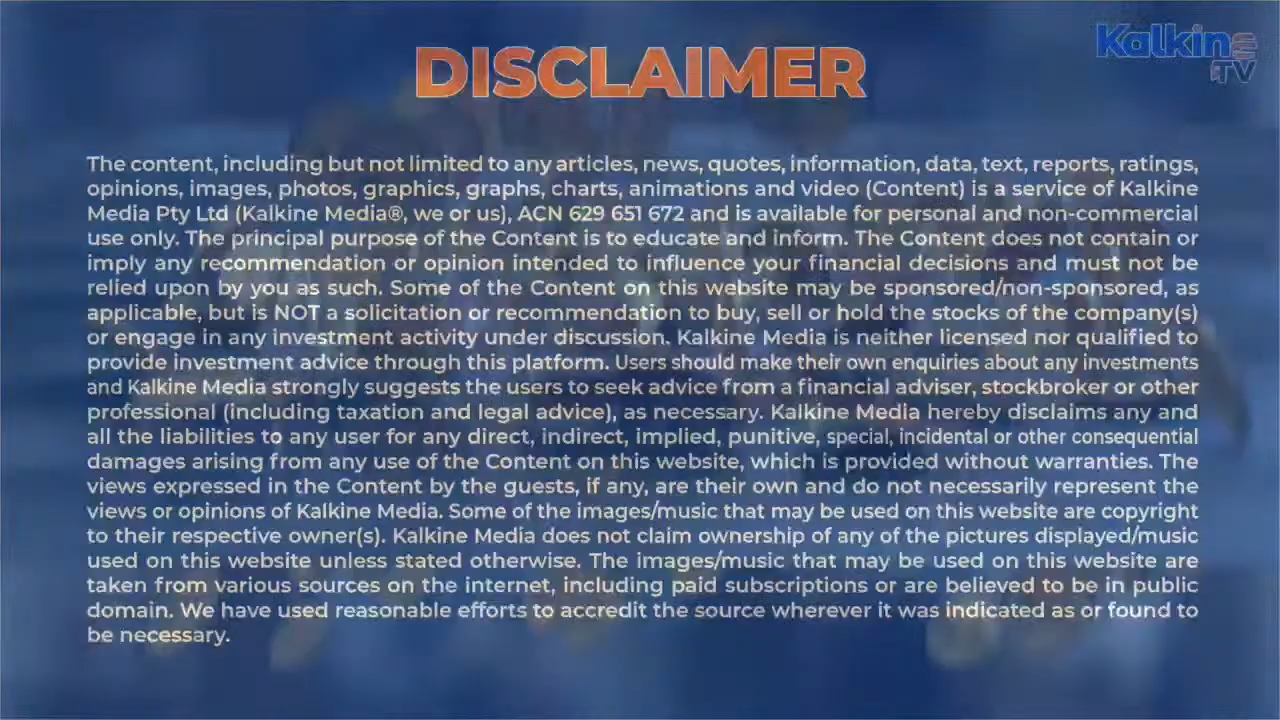 Kalkine
TV
DISCLAIMER
The content, including but not limited to any articles, news, quotes, information, data, text, reports, ratings,
opinions, images, photos, graphics, graphs, charts, animations and video (Content) is a service of Kalkine
Media Pty Ltd (Kalkine Media®, we or us), ACN 629 651 672 and is available for personal and non-commercial
use only. The principal purpose of the Content is to educate and inform. The Content does not contain or
imply any recommendation or opinion intended to influence your financial decisions and must not be
relied upon by you as such. Some of the Content on this website may be sponsored/non-sponsored, as
applicable, but is NOT a solicitation or recommendation to buy, sell or hold the stocks of the company(s)
or engage in any investment activity under discussion. Kalkine Media is neither licensed nor qualified to
provide investment advice through this platform. Users should make their own enquiries about any investments
and Kalkine Media strongly suggests the users to seek advice from a financial adviser, stockbroker or other
professional (including taxation and legal advice), as necessary. Kalkine Media hereby disclaims any and
all the liabilities to any user for any direct, indirect, implied, punitive, special, incidental or other consequential
damages arising from any use of the Content on this website, which is provided without warranties. The
views expressed in the Content by the guests, if any, are their own and do not necessarily represent the
views or opinions of Kalkine Media. Some of the images/music that may be used on this website are copyright
to their respective owner(s). Kalkine Media does not claim ownership of any of the pictures displayed/music
used on this website unless stated otherwise. The images/music that may be used on this website are
taken from various sources on the internet, including paid subscriptions or are believed to be in public
domain. We have used reasonable efforts to accredit the source wherever it was indicated as or found to
be necessary.